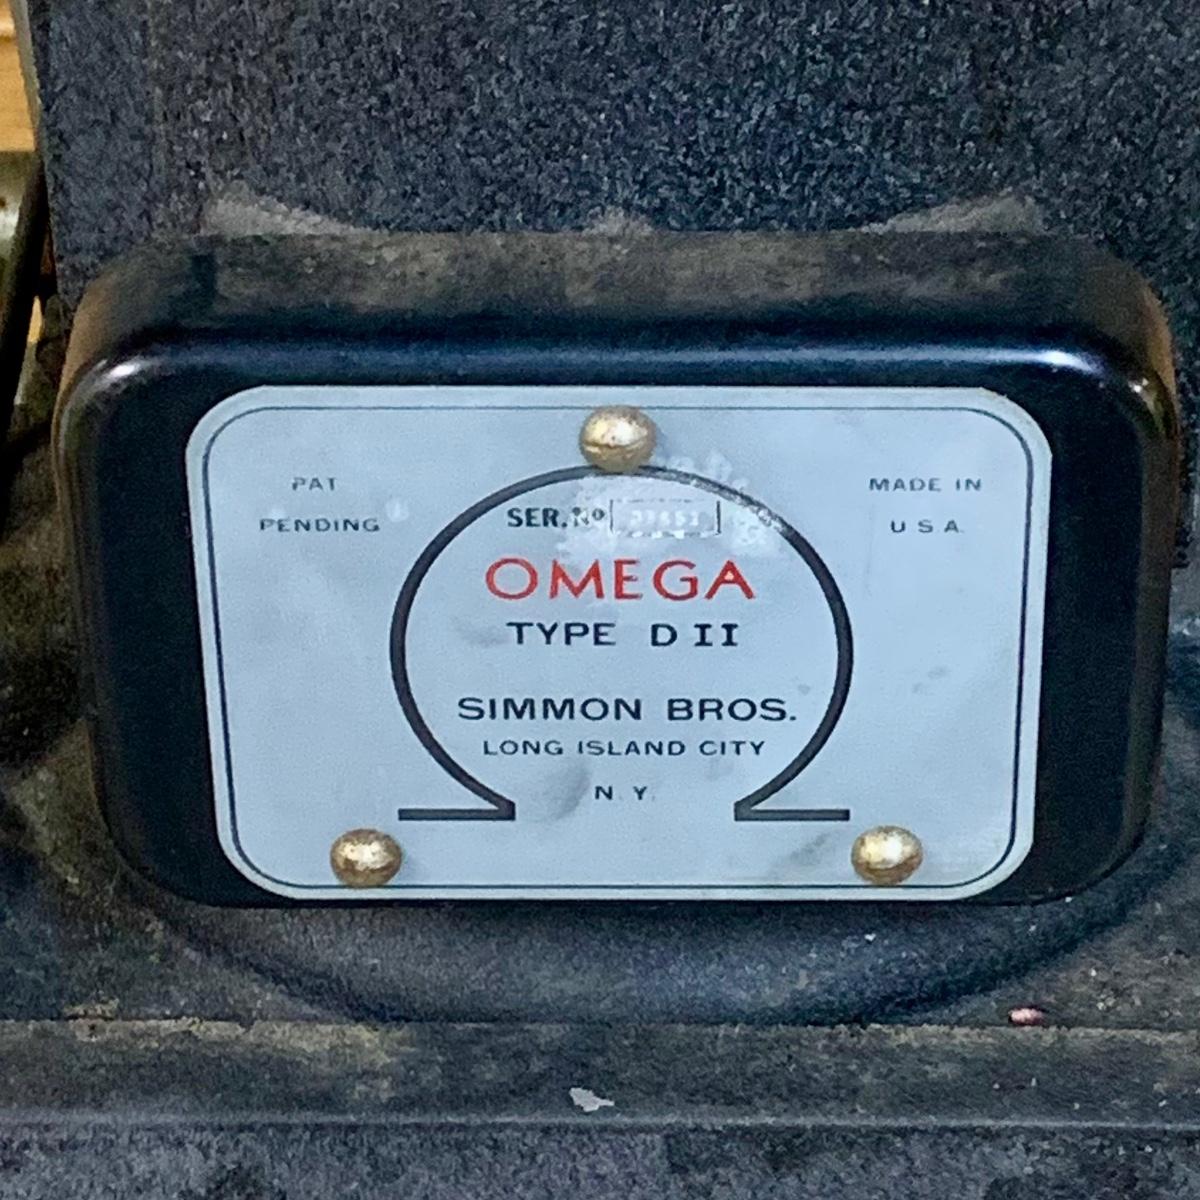 PAT
PENDING
MADE IN
U S A.
SER. Nº
OMEGA
TYPE D II
SIMMON BROS.
LONG ISLAND CITY
N. Y.